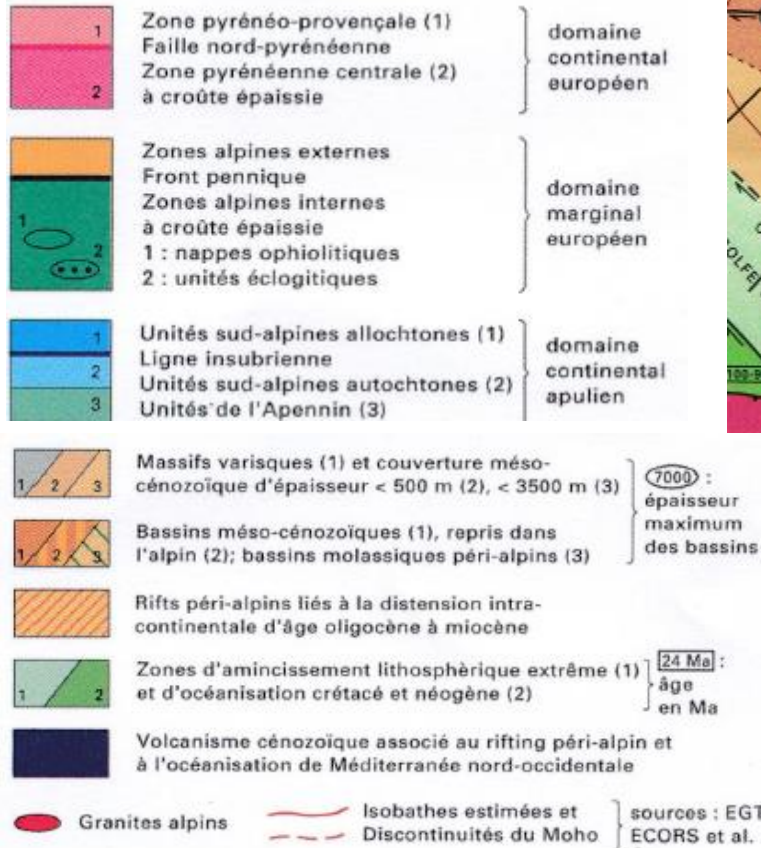 1
2
Zone pyrénéo-provençale (1)
Faille nord-pyrénéenne
Zone pyrénéenne centrale (2)
à croûte épaissie
domaine
continental
européen
Zones alpines externes
Front pennique
Zones alpines internes
à croûte épaissie
1 : nappes ophiolitiques
2 : unités éclogitiques
1
2
domaine
marginal
européen
1
2
3
Unités sud-alpines allochtones (1)
Ligne insubrienne
Unités sud-alpines autochtones (2)
Unités de l'Apennin (3)
domaine
continental
apulien
1 2 3
Massifs varisques (1) et couverture méso-
cénozoïque d'épaisseur < 500 m (2), < 3500 m (3)
1 2 3
Bassins méso-cénozoïques (1), repris dans
l'alpin (2); bassins molassiques péri-alpins (3)
7000 :
épaisseur
maximum
des bassins
Rifts péri-alpins liés à la distension intra-
continentale d'âge oligocène à miocène
1 2
Zones d'amincissement lithosphèrique extrême (1)
et d'océanisation crétacé et néogène (2)
24 Ma :
âge
en Ma
Volcanisme cénozoïque associé au rifting péri-alpin et
à l'océanisation de Méditerranée nord-occidentale
Granites alpins
Isobathes estimées et
Discontinuités du Moho
sources : EGT
ECORS et al.